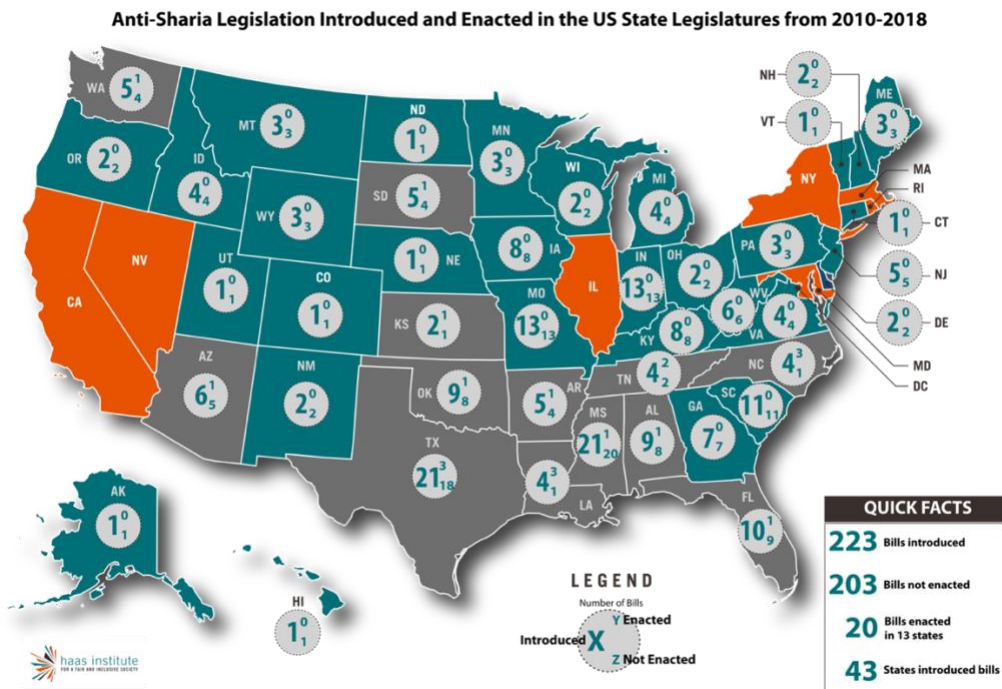 Anti-Sharia Legislation Introduced and Enacted in the US State Legislatures from 2010-2018
WA 5 1 4
OR 2 0 2
CA
NV
ID 4 0 4
MT 3 0 3
WY 3 0 3
UT 1 0 1
CO 1 0 1
AZ 6 1 5
NM 2 0 2
ND 1 0 1
SD 5 1 4
NE 1 0 1
KS 2 1 1
OK 9 1 8
TX 21 3 18
MN 3 0 3
IA 8 0 8
MO 13 0 13
AR 5 1 4
LA 4 3 1
WI 2 0 2
IL
MI 4 0 4
IN 13 0 13
OH 2 0 2
KY 8 0 8
TN 4 2 2
MS 21 1 20
AL 9 1 8
GA 7 0 7
FL 10 1 9
SC 11 0 11
NC 4 3 1
VA 4 0 4
WV 6 0 6
PA 3 0 3
NY
NH 2 0 2
VT 1 0 1
ME 3 0 3
MA
RI
CT 1 0 1
NJ 5 0 5
DE 2 0 2
MD
DC
AK 1 0 1
HI 1 0 1
LEGEND
Number of Bills
Y Enacted
Introduced X
Z Not Enacted
QUICK FACTS
223 Bills introduced
203 Bills not enacted
20 Bills enacted
in 13 states
43 States introduced bills
haas institute
FOR A FAIR AND INCLUSIVE SOCIETY